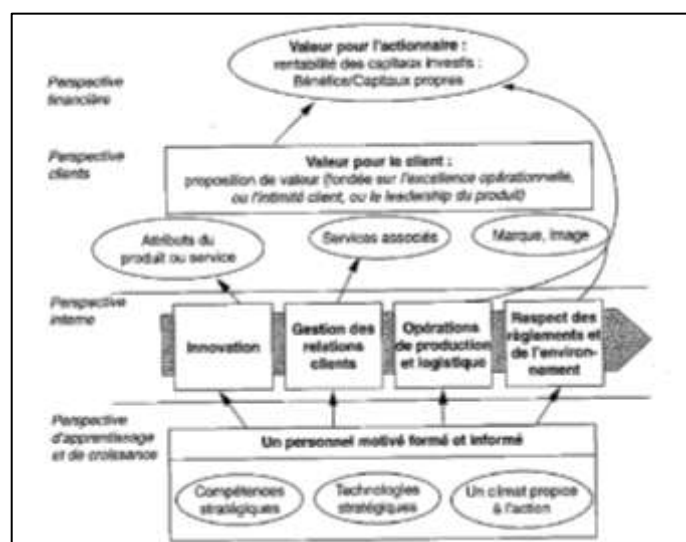 Valeur pour l'actionnaire :
rentabilité des capitaux investis :
Bénéfice/Capitaux propres
Perspective
financière
Perspective
clients
Valeur pour le client :
proposition de valeur (fondée sur l'excellence opérationnelle,
ou l'intimité client, ou le leadership du produit)
Attributs du
produit ou service
Services associés
Marque, image
Perspective
interne
Innovation
Gestion des
relations
clients
Opérations
de production
et logistique
Respect des
règlements et
de l'environ-
nement
Perspective
d'apprentissage
et de croissance
Un personnel motivé formé et informé
Compétences
stratégiques
Technologies
stratégiques
Un climat propice
à l'action